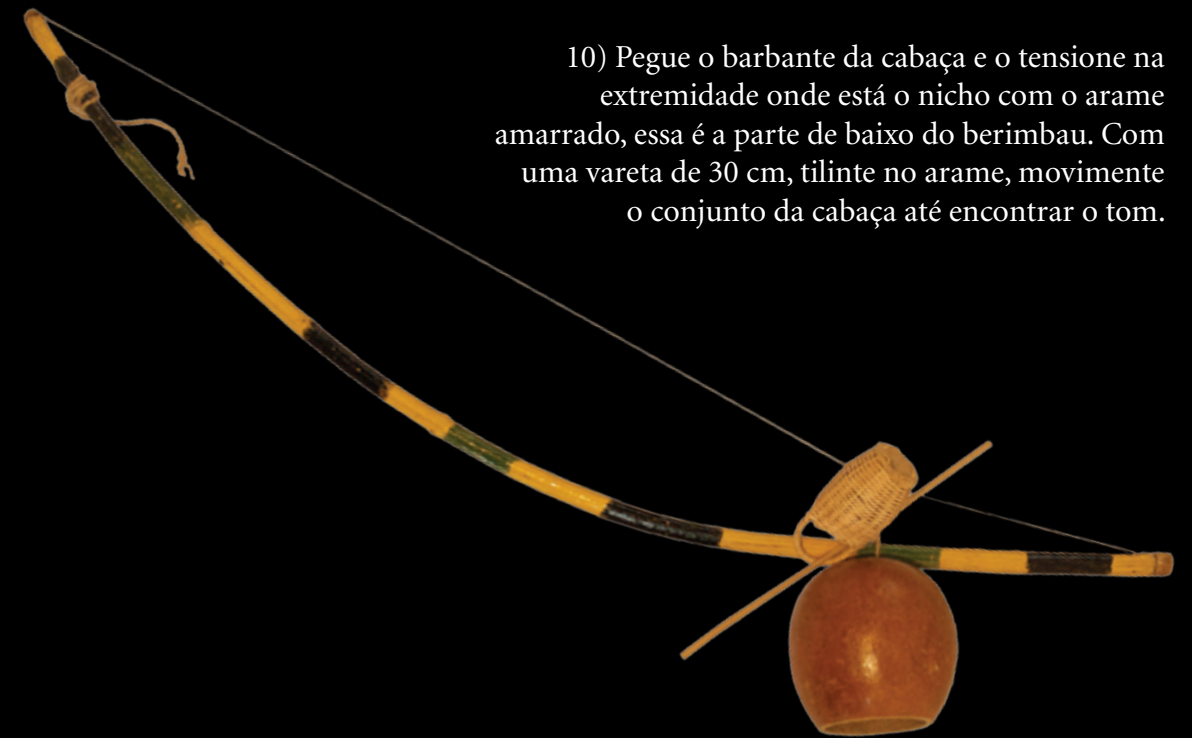 10) Pegue o barbante da cabaça e o tensione na
extremidade onde está o nicho com o arame
amarrado, essa é a parte de baixo do berimbau. Com
uma vareta de 30 cm, tilinte no arame, movimente
o conjunto da cabaça até encontrar o tom.